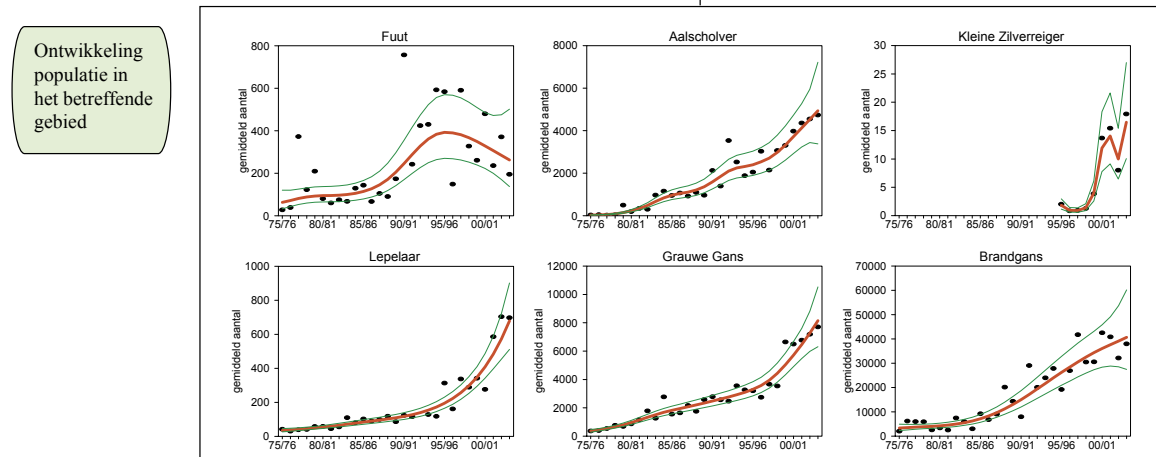 Ontwikkeling
populatie in
het betreffende
gebied
Fuut
gemiddeld aantal
800
600
400
200
0
75/76 80/81 85/86 90/91 95/96 00/01
Aalscholver
gemiddeld aantal
8000
6000
4000
2000
0
75/76 80/81 85/86 90/91 95/96 00/01
Kleine Zilverreiger
gemiddeld aantal
30
25
20
15
10
5
0
75/76 80/81 85/86 90/91 95/96 00/01
Lepelaar
gemiddeld aantal
1000
800
600
400
200
0
75/76 80/81 85/86 90/91 95/96 00/01
Grauwe Gans
gemiddeld aantal
12000
10000
8000
6000
4000
2000
0
75/76 80/81 85/86 90/91 95/96 00/01
Brandgans
gemiddeld aantal
70000
60000
50000
40000
30000
20000
10000
0
75/76 80/81 85/86 90/91 95/96 00/01